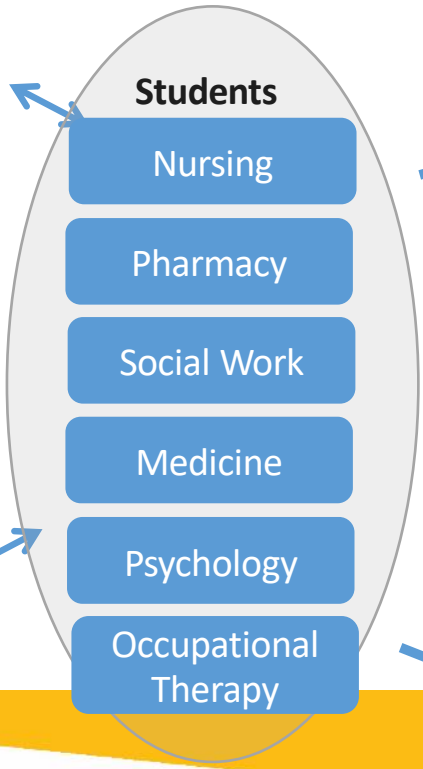 Students
Nursing
Pharmacy
Social Work
Medicine
Psychology
Occupational
Therapy